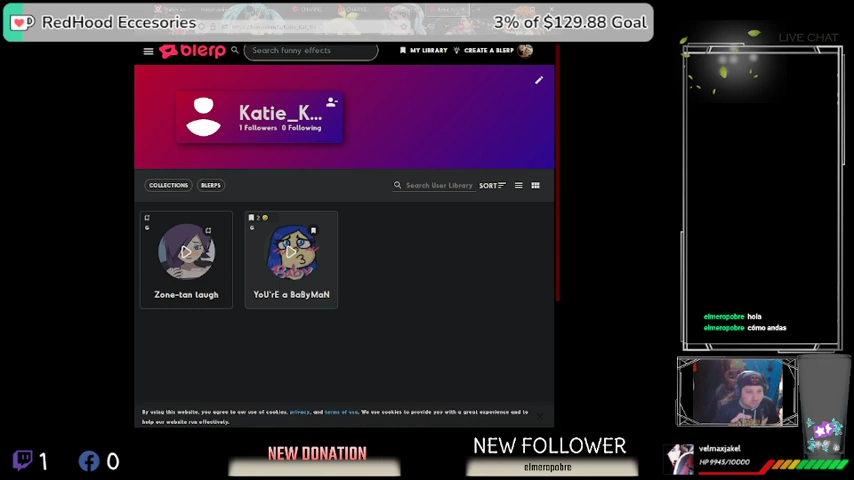 RedHood Eccesories
3% of $129.88 Goal
LIVE CHAT
blerp
Search funny effects
MY LIBRARY
CREATE A BLERP
Katie_K...
1 Followers 0 Following
COLLECTIONS
BLERPS
Search User Library
SORT
2
G
G
Zone-tan laugh
YoU'rE a BaByMaN
elmeropobre hola
elmeropobre cómo andas
By using this website, you agree to our use of cookies, privacy, and terms of use. We use cookies to provide you with a great experience and to
help our website run effectively.
1
0
NEW DONATION
NEW FOLLOWER
elmeropobre
velmaxjakel
HP 9945/10000